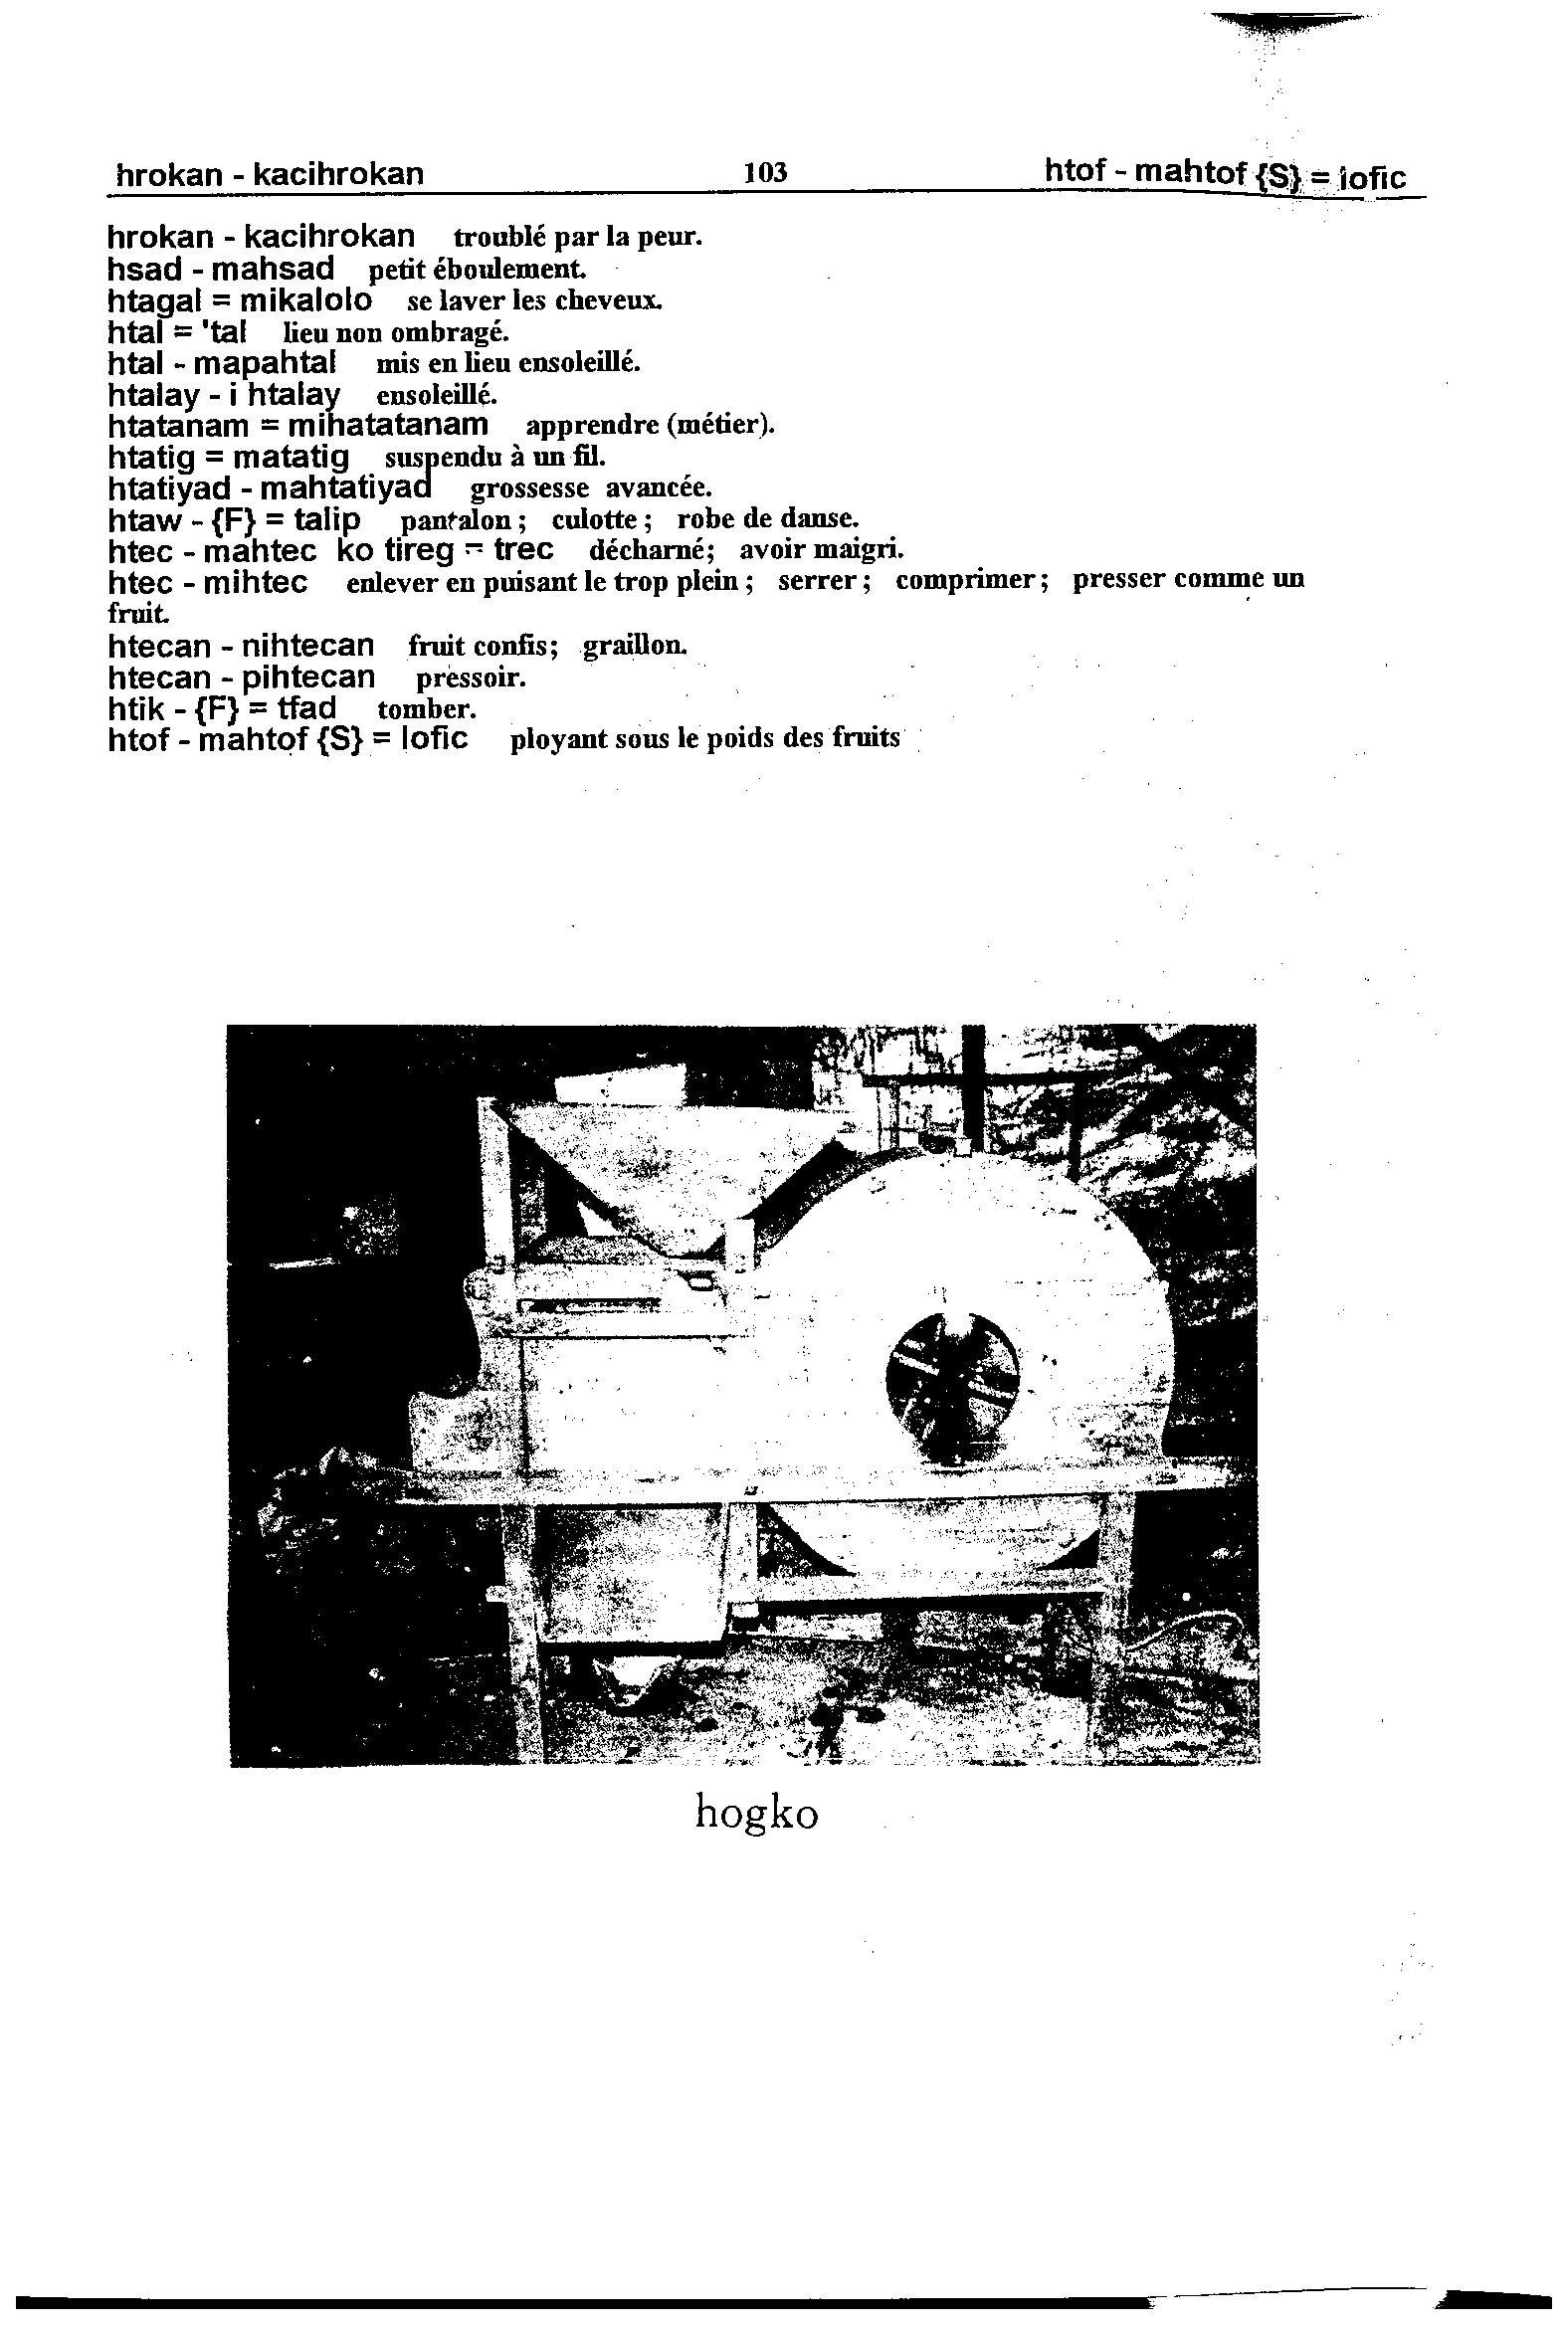 hrokan - kacihrokan 103 htof - mahtof {S} = lofic
hrokan - kacihrokan troublé par la peur.
hsad - mahsad petit éboulement.
htagal = mikalolo se laver les cheveux.
htal = 'tal lieu non ombragé.
htal - mapahtal mis en lieu ensoleillé.
htalay - i htalay ensoleillé.
htatanam = mihatatanam apprendre (métier).
htatig = matatig suspendu à un fil.
htatiyad - mahtatiyad grossesse avancée.
htaw - {F} = talip pantalon ; culotte ; robe de danse.
htec - mahtec ko tireg = trec décharné; avoir maigri.
htec - mihtec enlever en puisant le trop plein ; serrer ; comprimer ; presser comme un
fruit.
htecan - nihtecan fruit confis; graillon.
htecan - pihtecan pressoir.
htik - {F} = tfad tomber.
htof - mahtof {S} = lofic ployant sous le poids des fruits
hogko